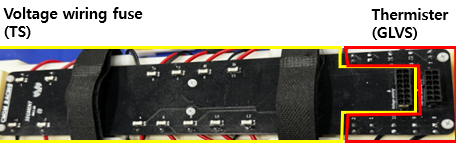 Voltage wiring fuse
(TS)
Thermister
(GLVS)